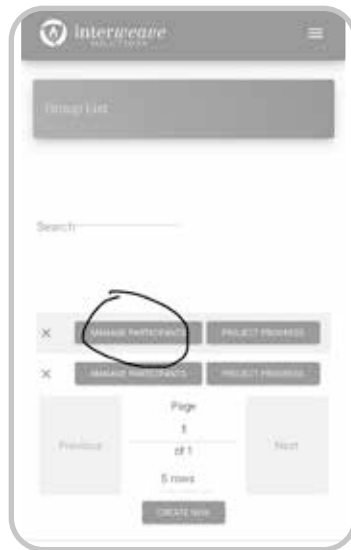 interweave
SOLUTIONS
Group List
Search
× MANAGE PARTICIPANTS PROJECT PROGRESS
× MANAGE PARTICIPANTS PROJECT PROGRESS
Page
Previous 1 Next
of 1
5 rows
CREATE NEW